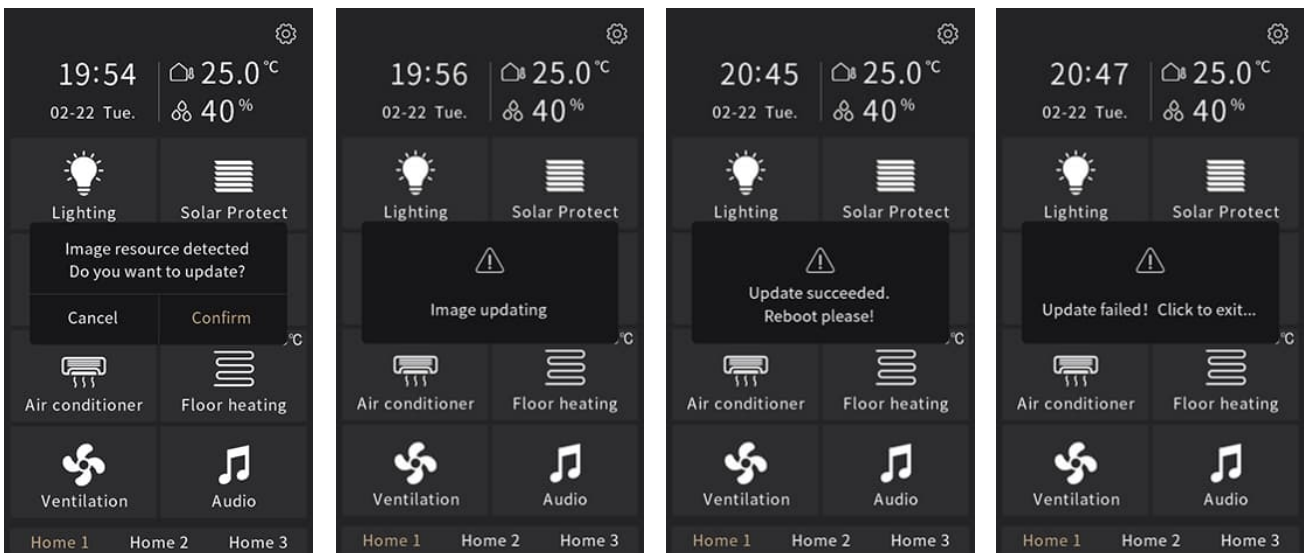 19:54
25.0 °C
02-22 Tue.
40 %
Lighting
Solar Protect
Image resource detected
Do you want to update?
Cancel
Confirm
°C
Air conditioner
Floor heating
Ventilation
Audio
Home 1
Home 2
Home 3
19:56
25.0 °C
02-22 Tue.
40 %
Lighting
Solar Protect
Image updating
°C
Air conditioner
Floor heating
Ventilation
Audio
Home 1
Home 2
Home 3
20:45
25.0 °C
02-22 Tue.
40 %
Lighting
Solar Protect
Update succeeded.
Reboot please!
°C
Air conditioner
Floor heating
Ventilation
Audio
Home 1
Home 2
Home 3
20:47
25.0 °C
02-22 Tue.
40 %
Lighting
Solar Protect
Update failed! Click to exit...
°C
Air conditioner
Floor heating
Ventilation
Audio
Home 1
Home 2
Home 3